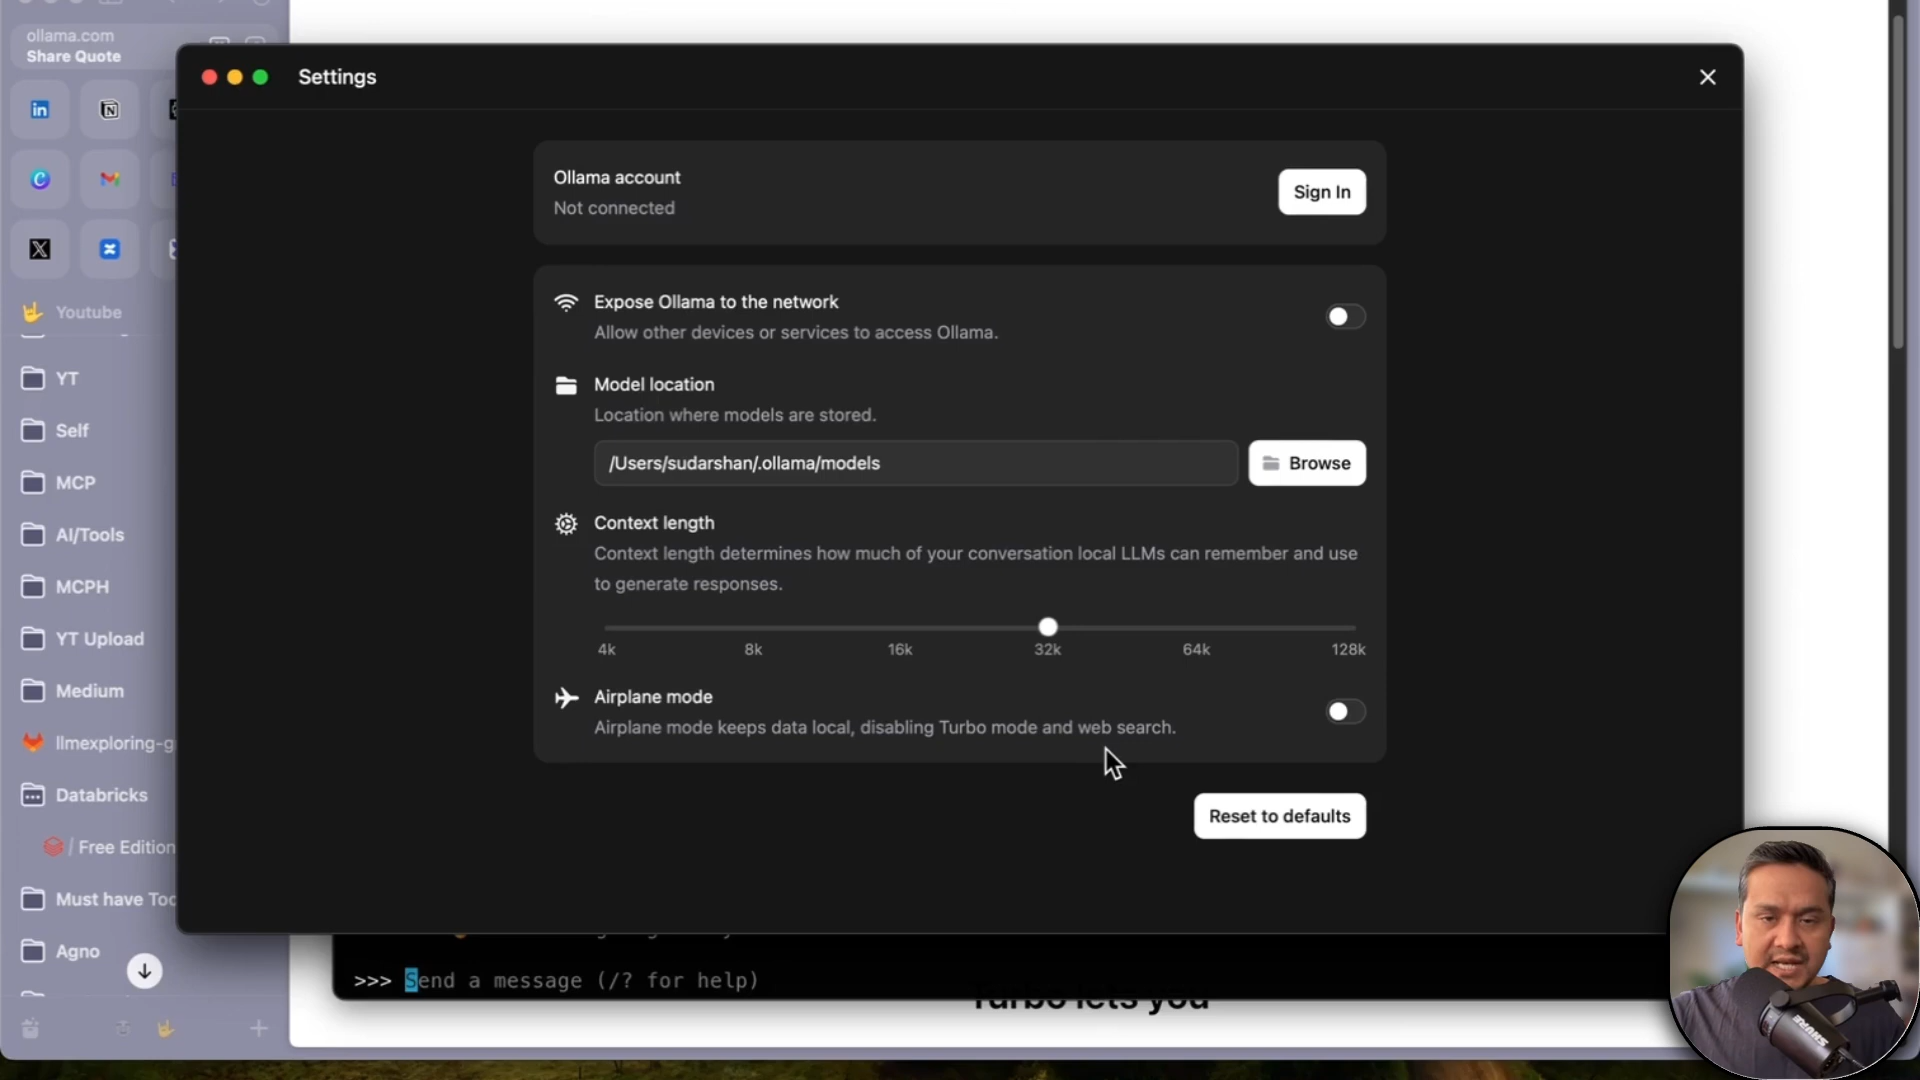 ollama.com
Share Quote
Youtube
YT
Self
MCP
AI/Tools
MCPH
YT Upload
Medium
llmexploring-g
Databricks
/ Free Edition
Must have Too
Agno
Settings
Ollama account
Not connected
Sign In
Expose Ollama to the network
Allow other devices or services to access Ollama.
Model location
Location where models are stored.
/Users/sudarshan/.ollama/models
Browse
Context length
Context length determines how much of your conversation local LLMs can remember and use
to generate responses.
4k 8k 16k 32k 64k 128k
Airplane mode
Airplane mode keeps data local, disabling Turbo mode and web search.
Reset to defaults
>>> Send a message (/? for help)
Turbo lets you
SHURE